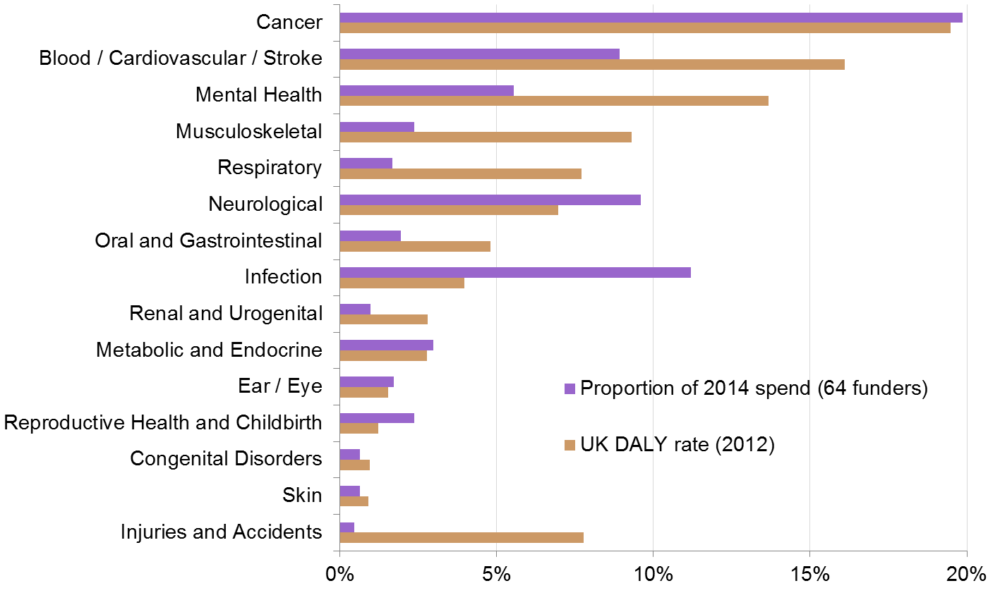 Cancer
Blood / Cardiovascular / Stroke
Mental Health
Musculoskeletal
Respiratory
Neurological
Oral and Gastrointestinal
Infection
Renal and Urogenital
Metabolic and Endocrine
Ear / Eye
Reproductive Health and Childbirth
Congenital Disorders
Skin
Injuries and Accidents
Proportion of 2014 spend (64 funders)
UK DALY rate (2012)
0% 5% 10% 15% 20%